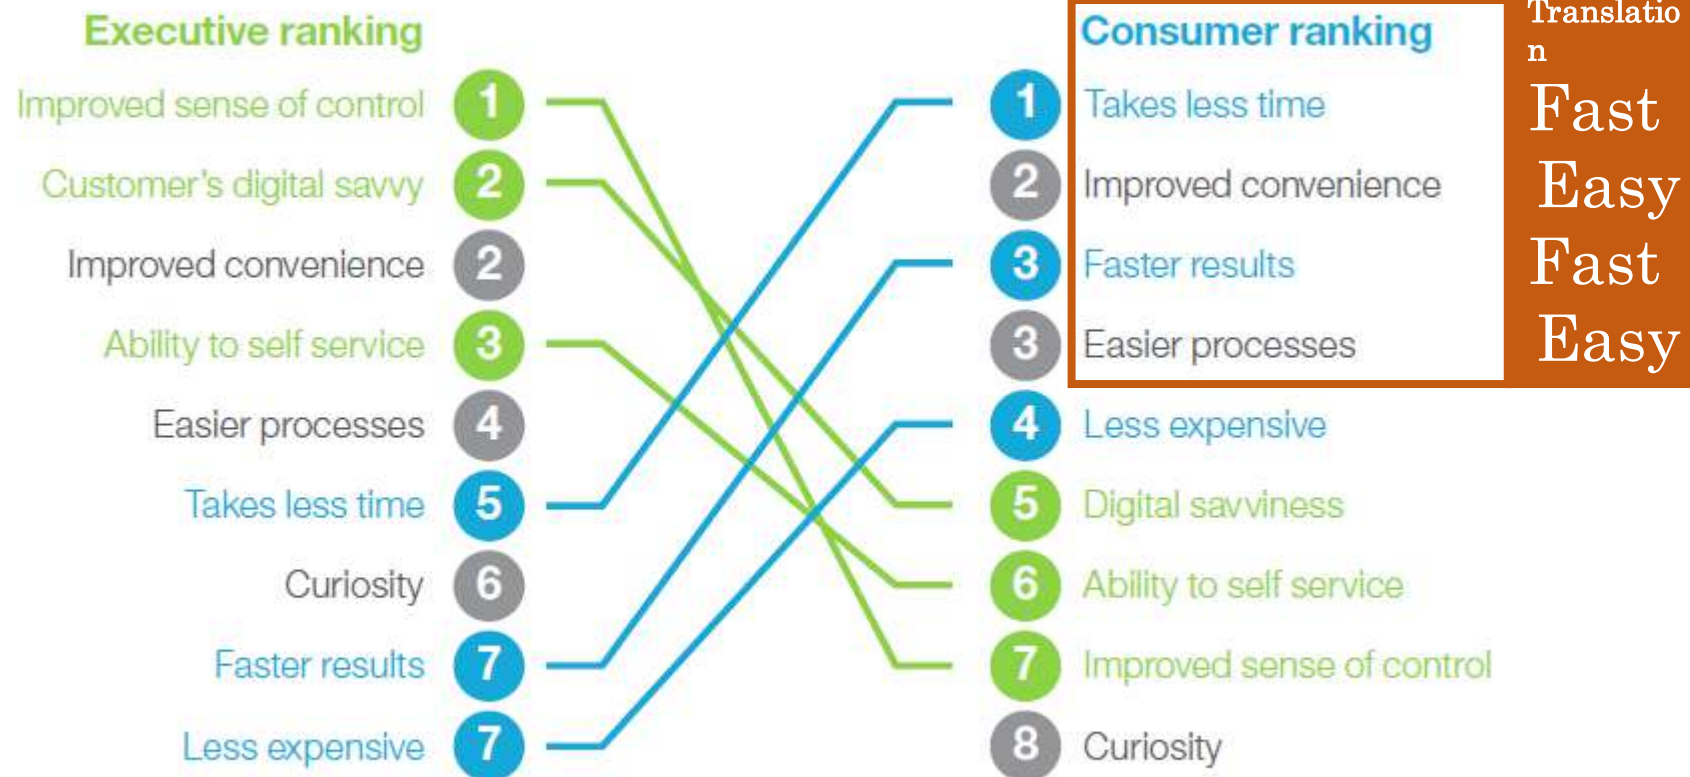 Executive ranking
Improved sense of control 1
Customer's digital savvy 2
Improved convenience 2
Ability to self service 3
Easier processes 4
Takes less time 5
Curiosity 6
Faster results 7
Less expensive 7
Consumer ranking
1 Takes less time
2 Improved convenience
3 Faster results
3 Easier processes
4 Less expensive
5 Digital savviness
6 Ability to self service
7 Improved sense of control
8 Curiosity
Translatio
n
Fast
Easy
Fast
Easy